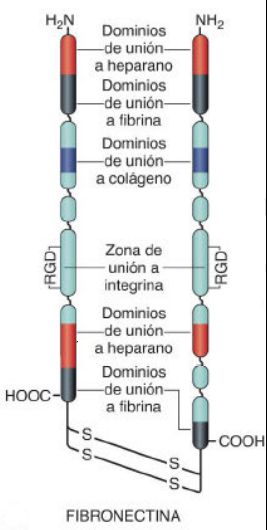 H₂N
NH₂
Dominios
de unión
a heparano
Dominios
de unión
a fibrina
Dominios
de unión
a colágeno
RGD
Zona de
unión a
integrina
RGD
Dominios
de unión
a heparano
Dominios
de unión
a fibrina
HOOC
COOH
S
S
S
S
FIBRONECTINA